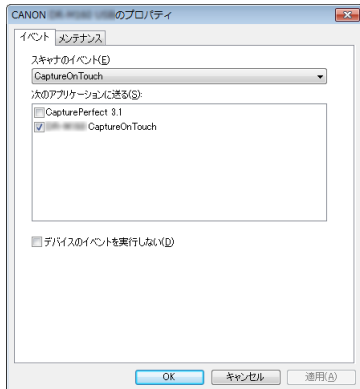 CANON USBのプロパティ
イベント メンテナンス
スキャナのイベント(E)
CaptureOnTouch
次のアプリケーションに送る(S):
CapturePerfect 3.1
CaptureOnTouch
デバイスのイベントを実行しない(D)
OK キャンセル 適用(A)